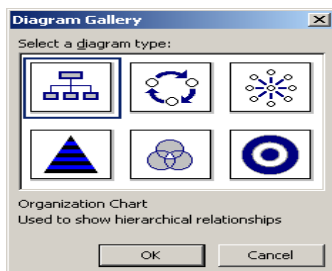 Diagram Gallery
Select a diagram type:
Organization Chart
Used to show hierarchical relationships
OK
Cancel